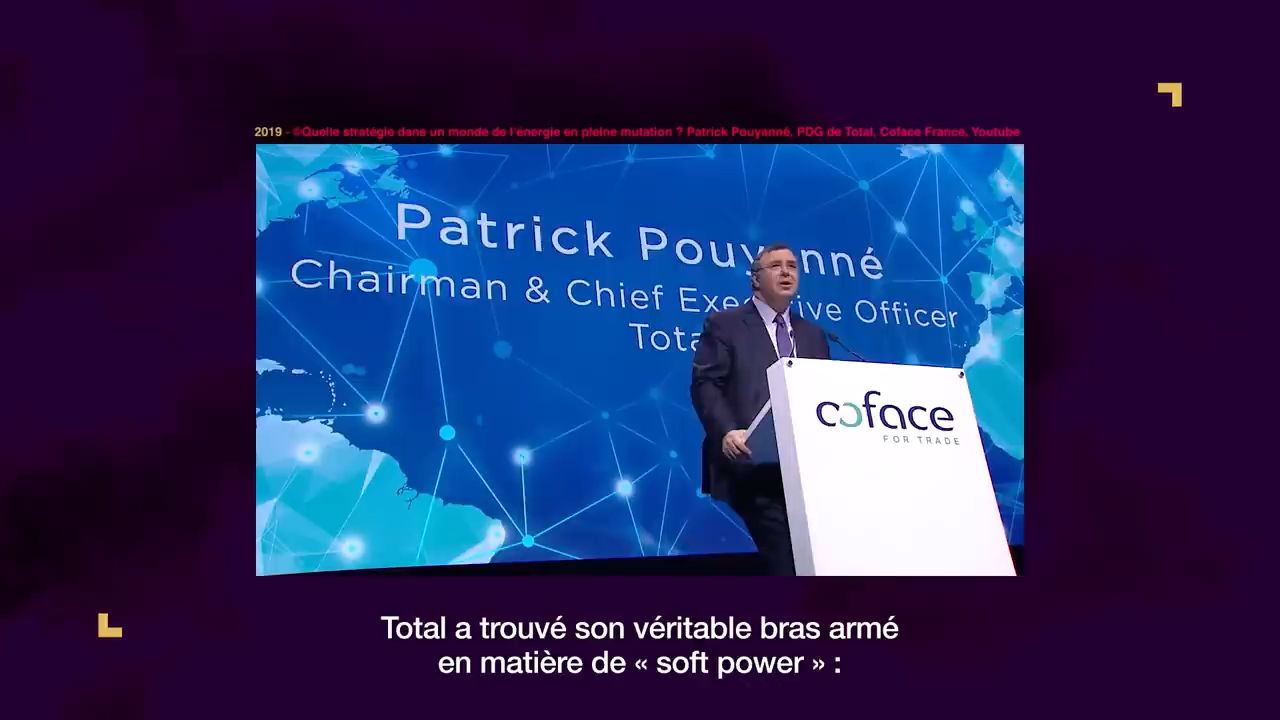 2019 - ©Quelle stratégie dans un monde de l'énergie en pleine mutation ? Patrick Pouyanné, PDG de Total, Coface France, Youtube
Patrick Pouyanné
Chairman & Chief Executive Officer
Total
coface
FOR TRADE
Total a trouvé son véritable bras armé
en matière de « soft power » :